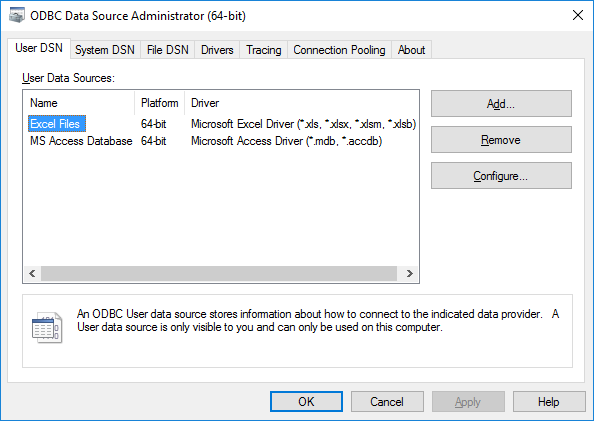 ODBC Data Source Administrator (64-bit)
User DSN System DSN File DSN Drivers Tracing Connection Pooling About
User Data Sources:
Name Platform Driver
Excel Files 64-bit Microsoft Excel Driver (*.xls, *.xlsx, *.xlsm, *.xlsb)
MS Access Database 64-bit Microsoft Access Driver (*.mdb, *.accdb)
Add...
Remove
Configure...
An ODBC User data source stores information about how to connect to the indicated data provider. A
User data source is only visible to you and can only be used on this computer.
OK Cancel Apply Help